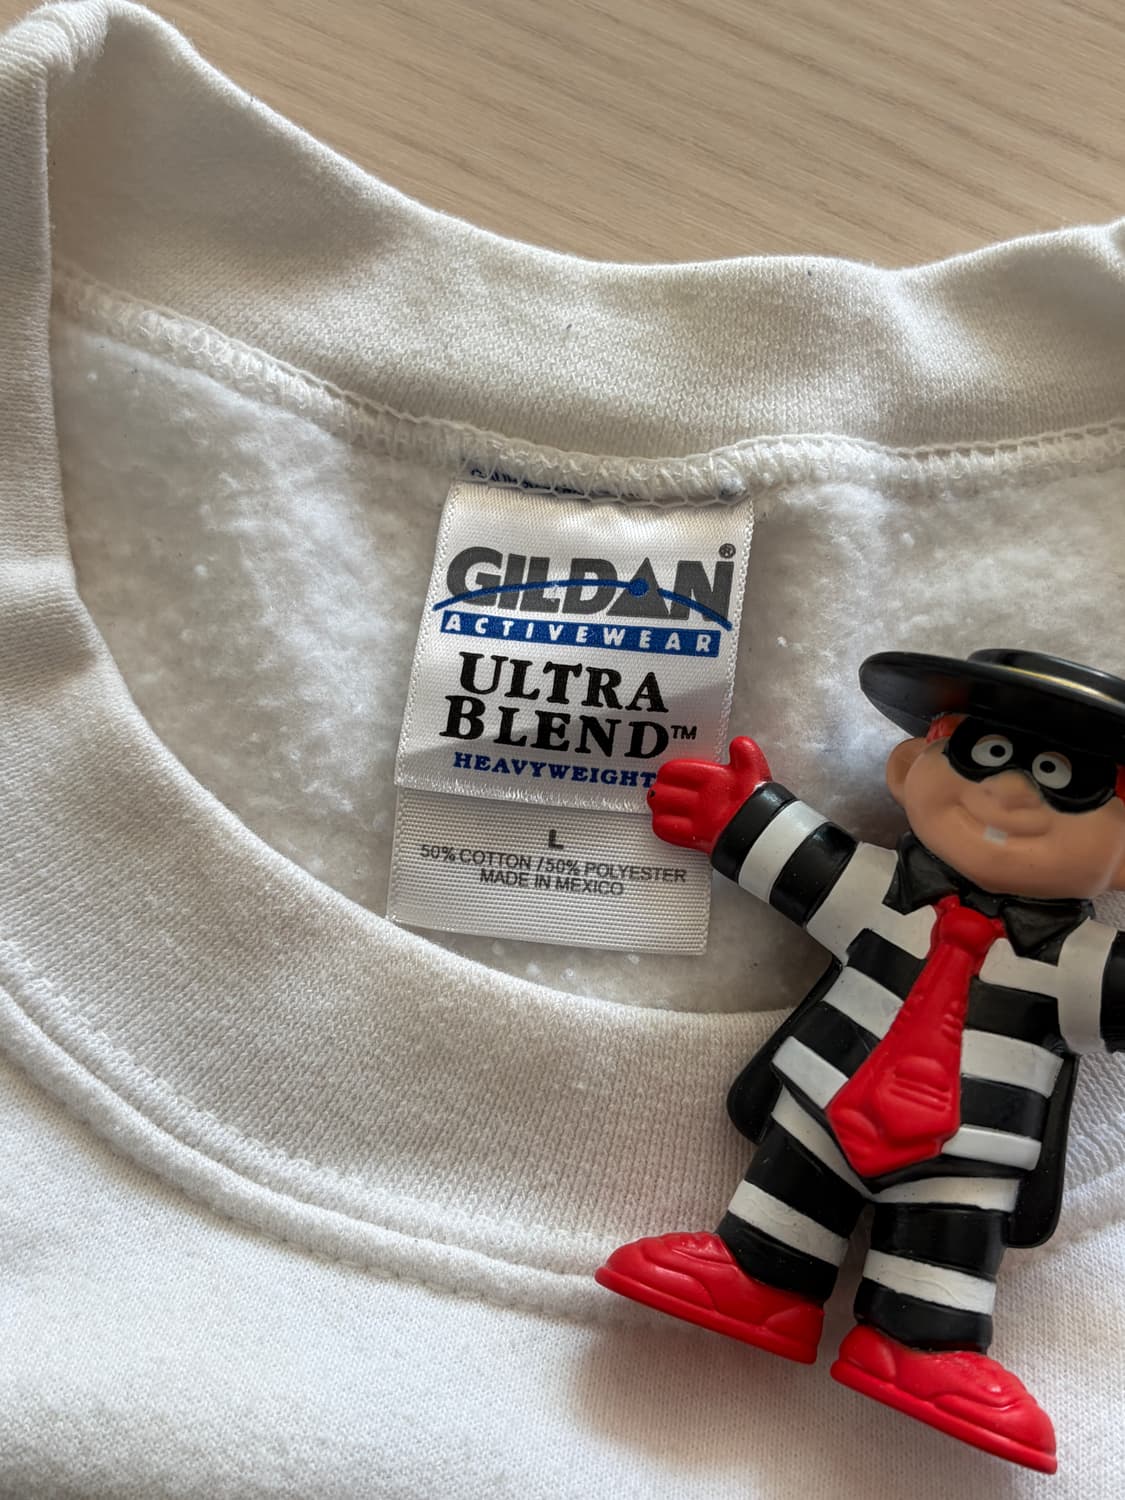 GILDAN®
ACTIVEWEAR
ULTRA
BLEND™
HEAVYWEIGHT
L
50% COTTON / 50% POLYESTER
MADE IN MEXICO